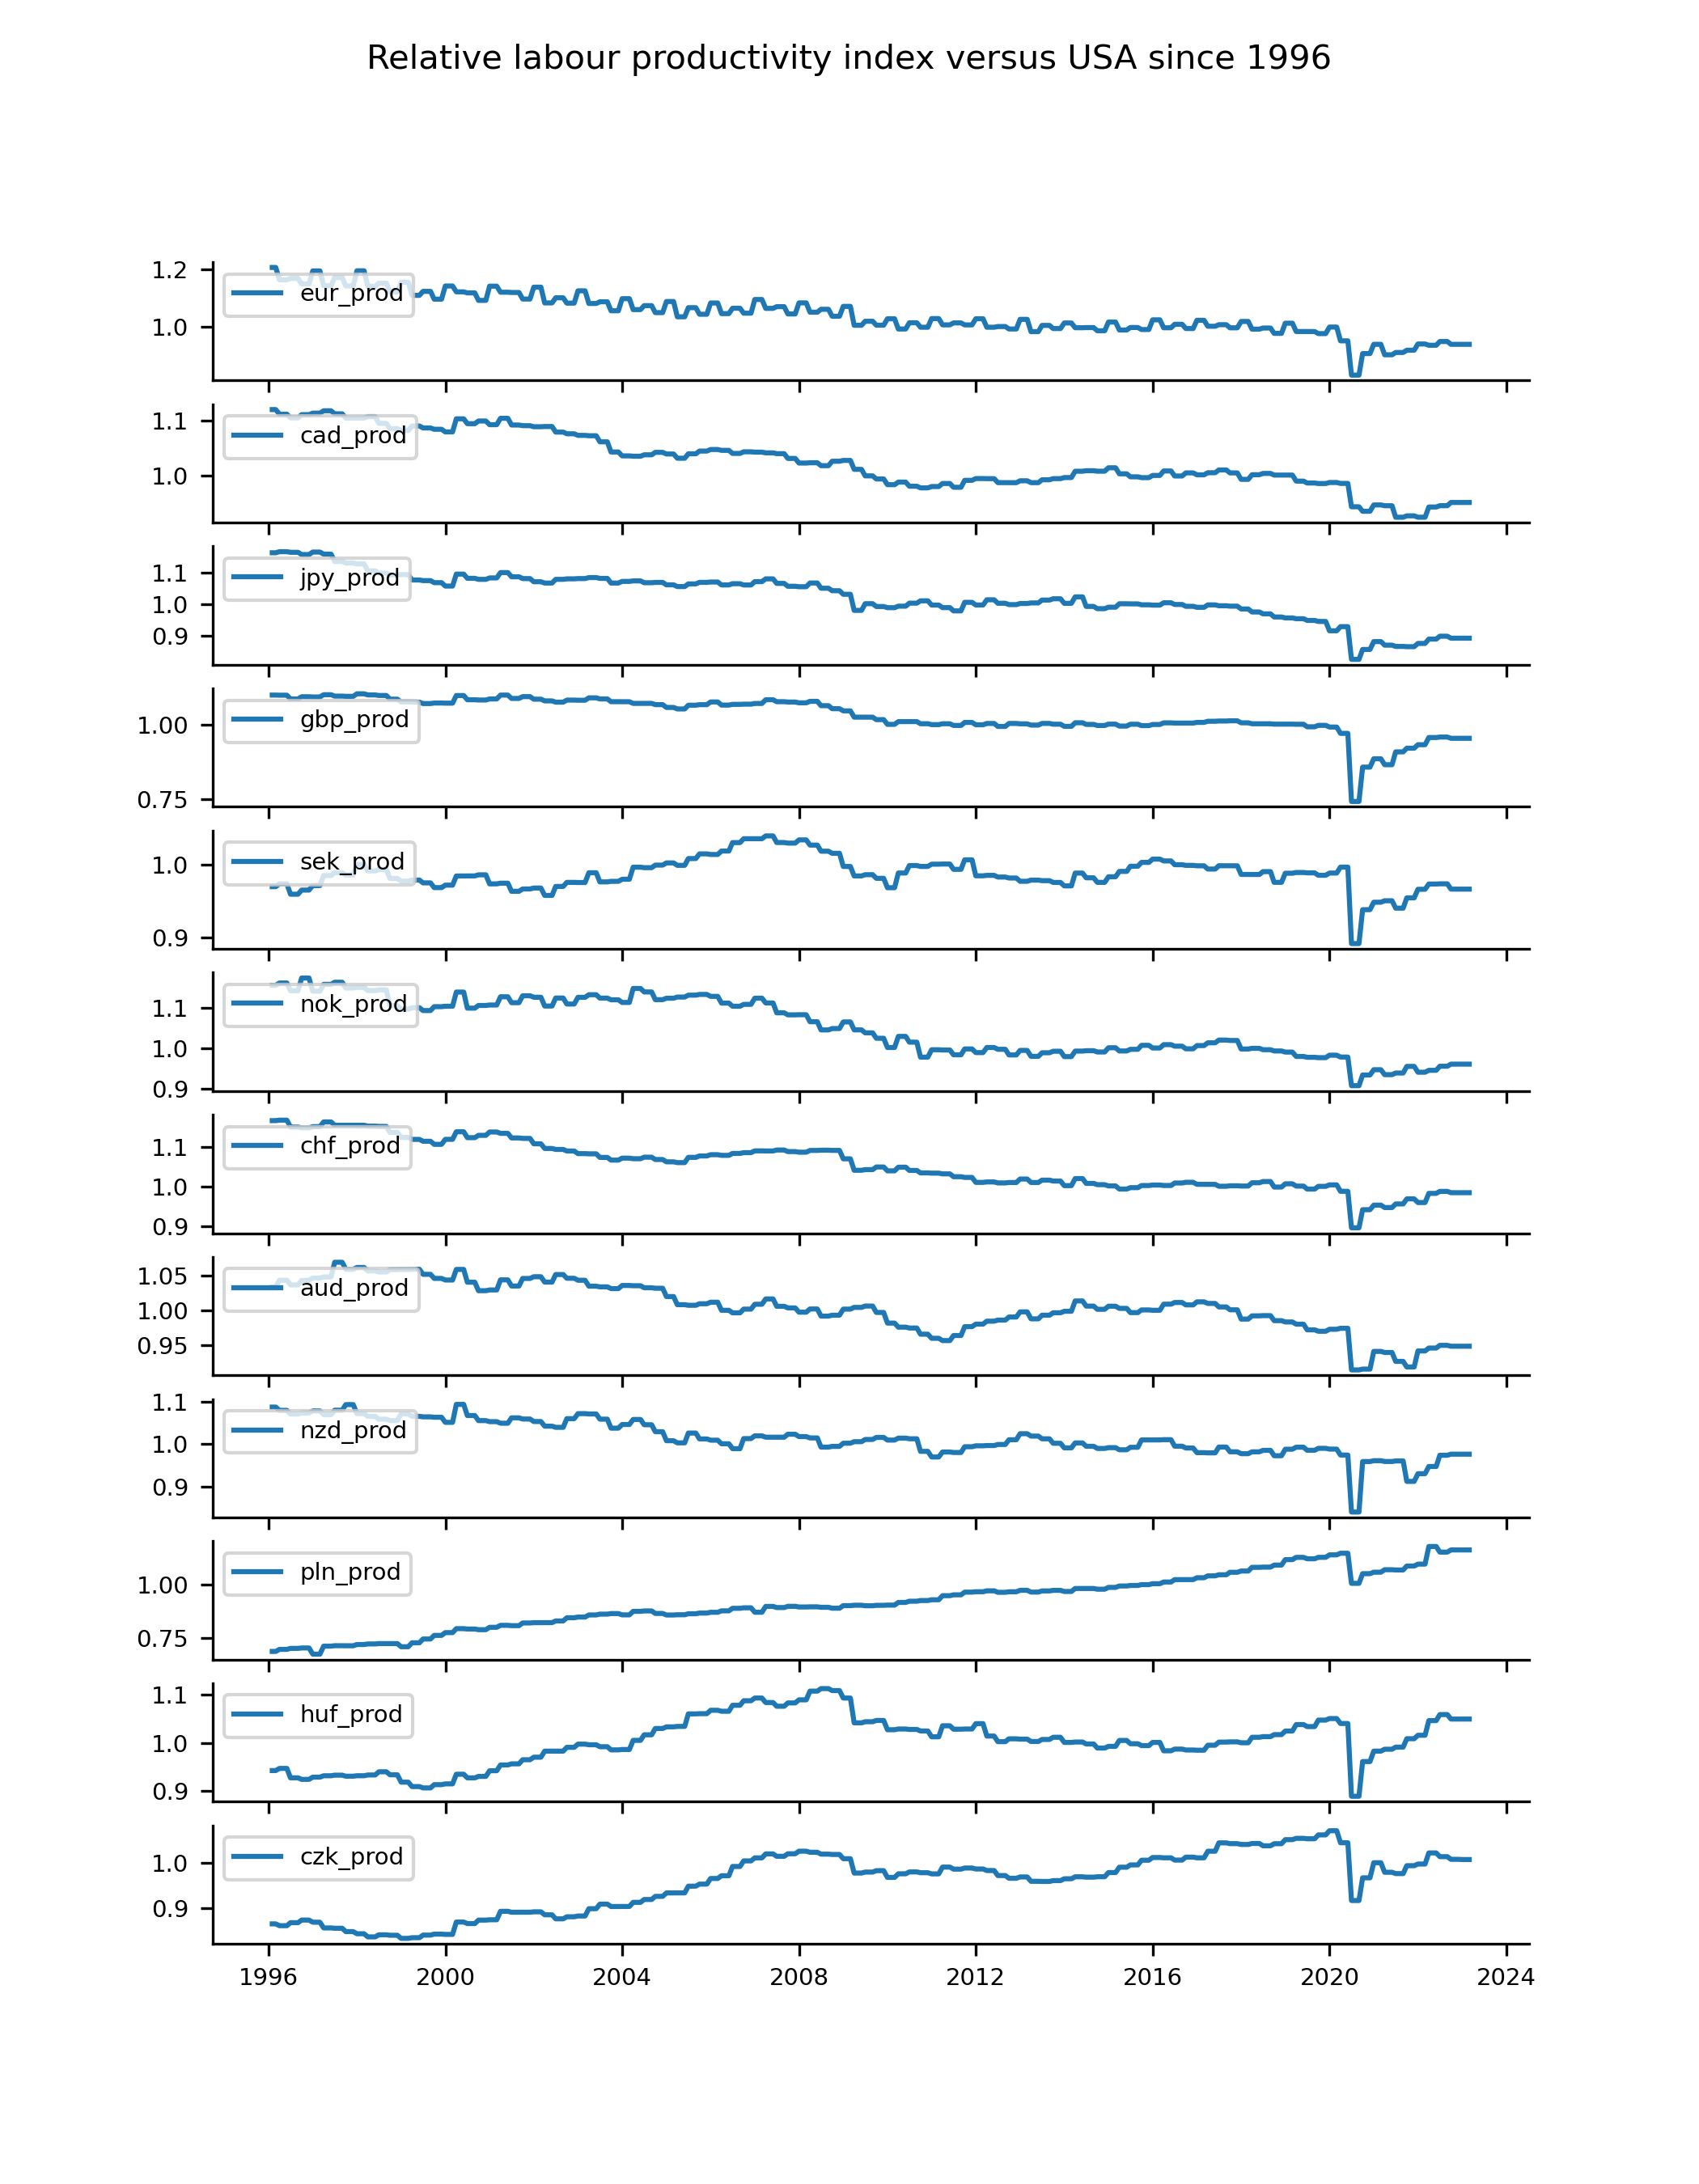 Relative labour productivity index versus USA since 1996
1.2
1.0
eur_prod
1.1
1.0
cad_prod
1.1
1.0
0.9
jpy_prod
1.00
0.75
gbp_prod
1.0
0.9
sek_prod
1.1
1.0
0.9
nok_prod
1.1
1.0
0.9
chf_prod
1.05
1.00
0.95
aud_prod
1.1
1.0
0.9
nzd_prod
1.00
0.75
pln_prod
1.1
1.0
0.9
huf_prod
1.0
0.9
czk_prod
1996 2000 2004 2008 2012 2016 2020 2024